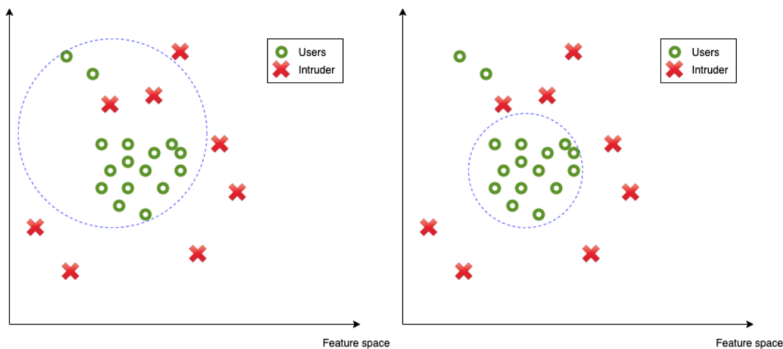 Users
Intruder
Feature space
Users
Intruder
Feature space